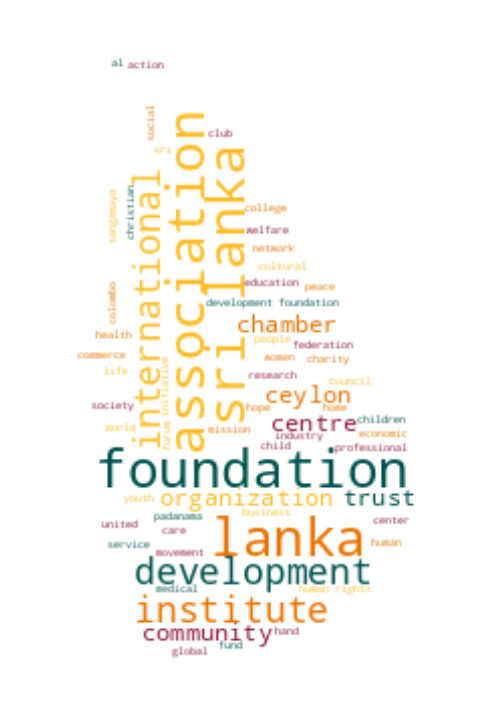 al action
social
club
sri
association
sri lanka
international
christian
sangamaya
college
welfare
network
cultural
education
peace
colombo
development foundation
chamber
health
people
federation
commerce
women
charity
life
research
forum
initiative
council
ceylon
society
hope
home
centre
children
world
mission
industry
economic
child
professional
foundation
youth
organization
trust
business
padanama
center
united
care
lanka
service
movement
human
development
medical
human rights
institute
community
hand
fund
global